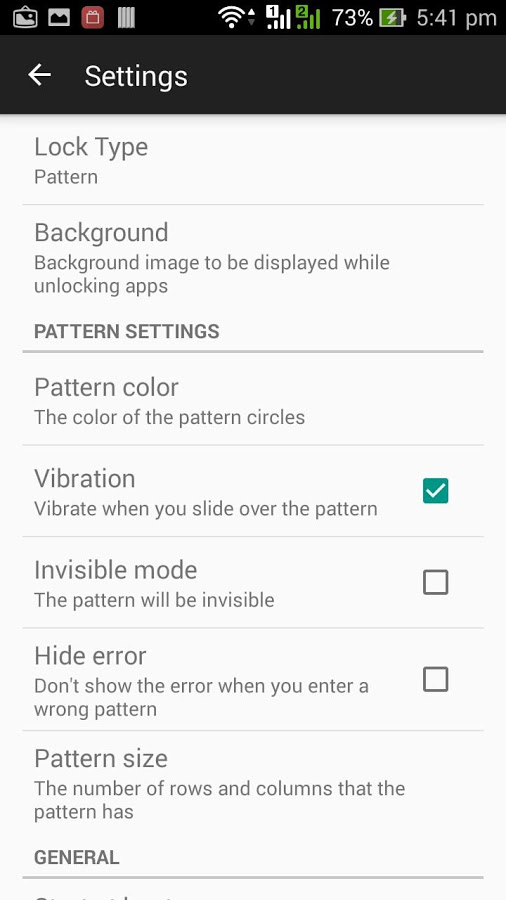 1 2 73% 5:41 pm
Settings
Lock Type
Pattern
Background
Background image to be displayed while
unlocking apps
PATTERN SETTINGS
Pattern color
The color of the pattern circles
Vibration
Vibrate when you slide over the pattern
Invisible mode
The pattern will be invisible
Hide error
Don't show the error when you enter a
wrong pattern
Pattern size
The number of rows and columns that the
pattern has
GENERAL